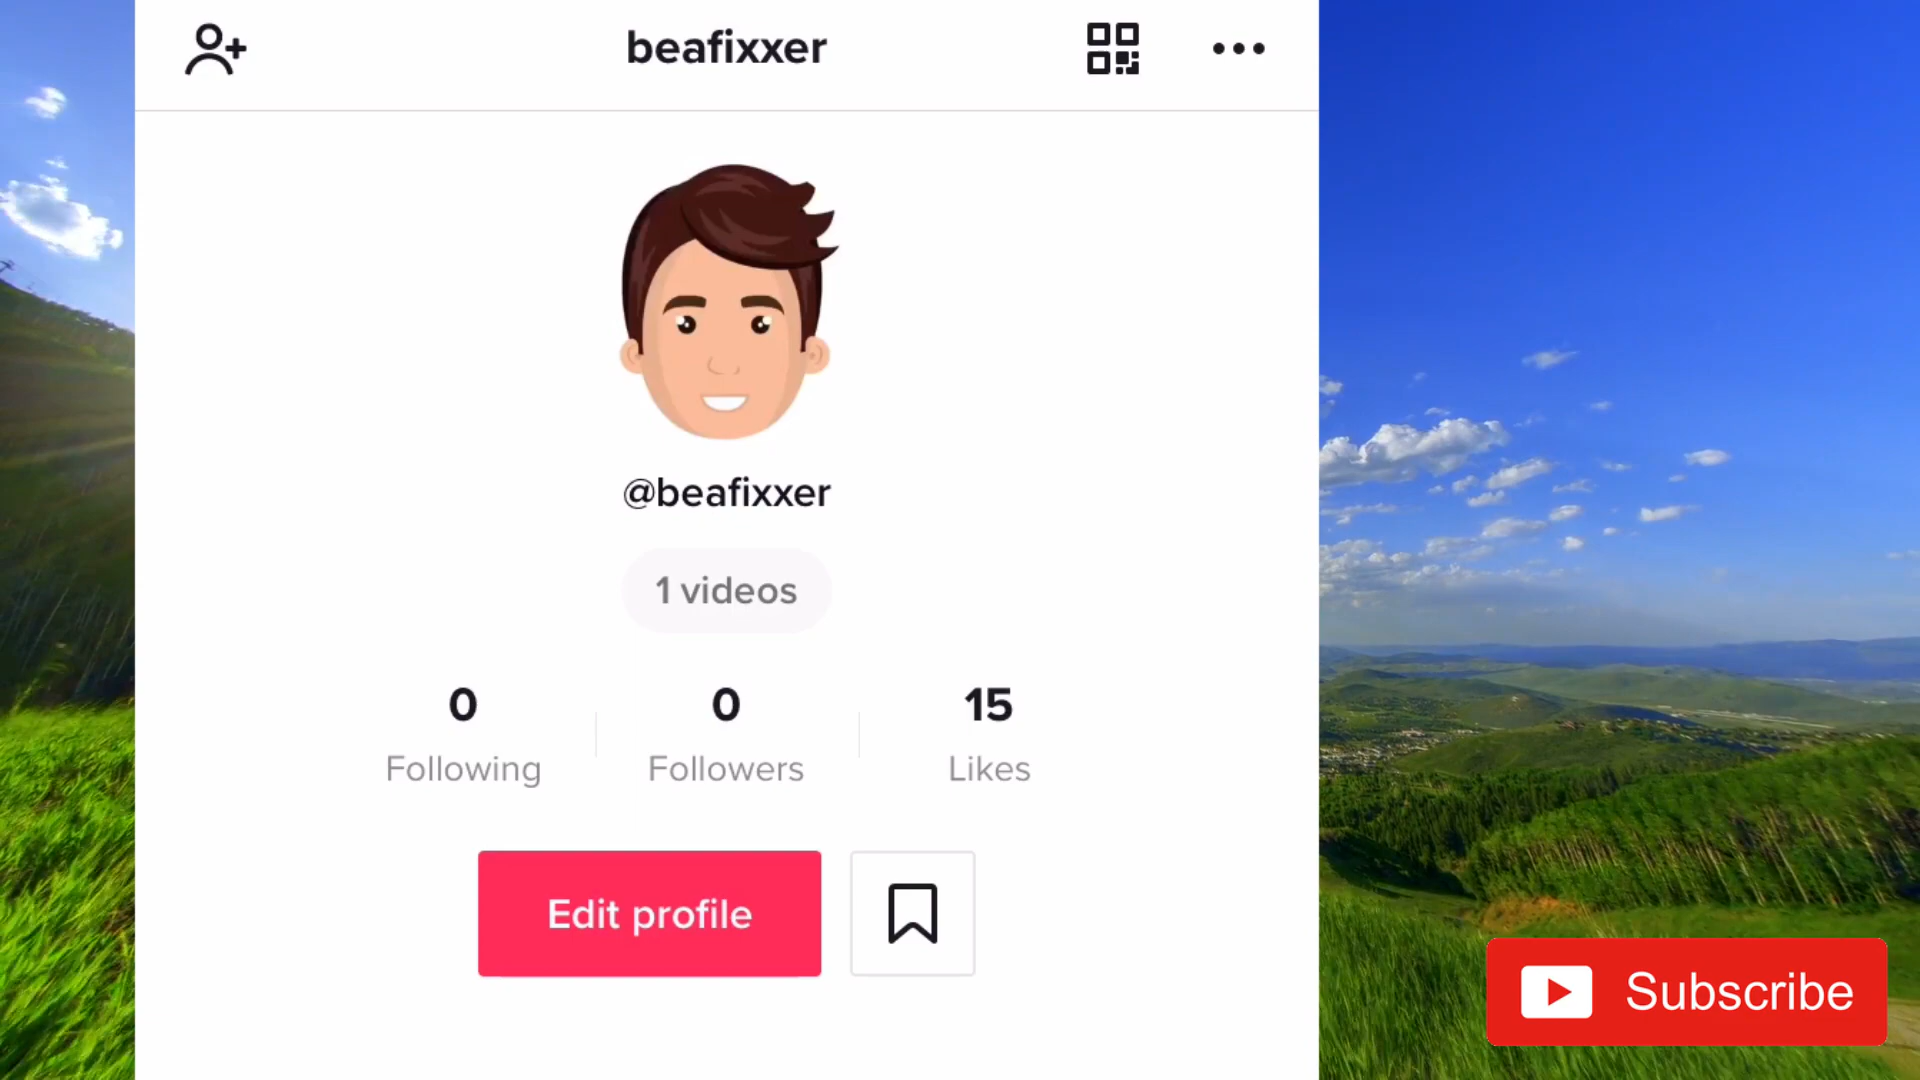 beafixxer
@beafixxer
1 videos
0 0 15
Following Followers Likes
Edit profile
Subscribe